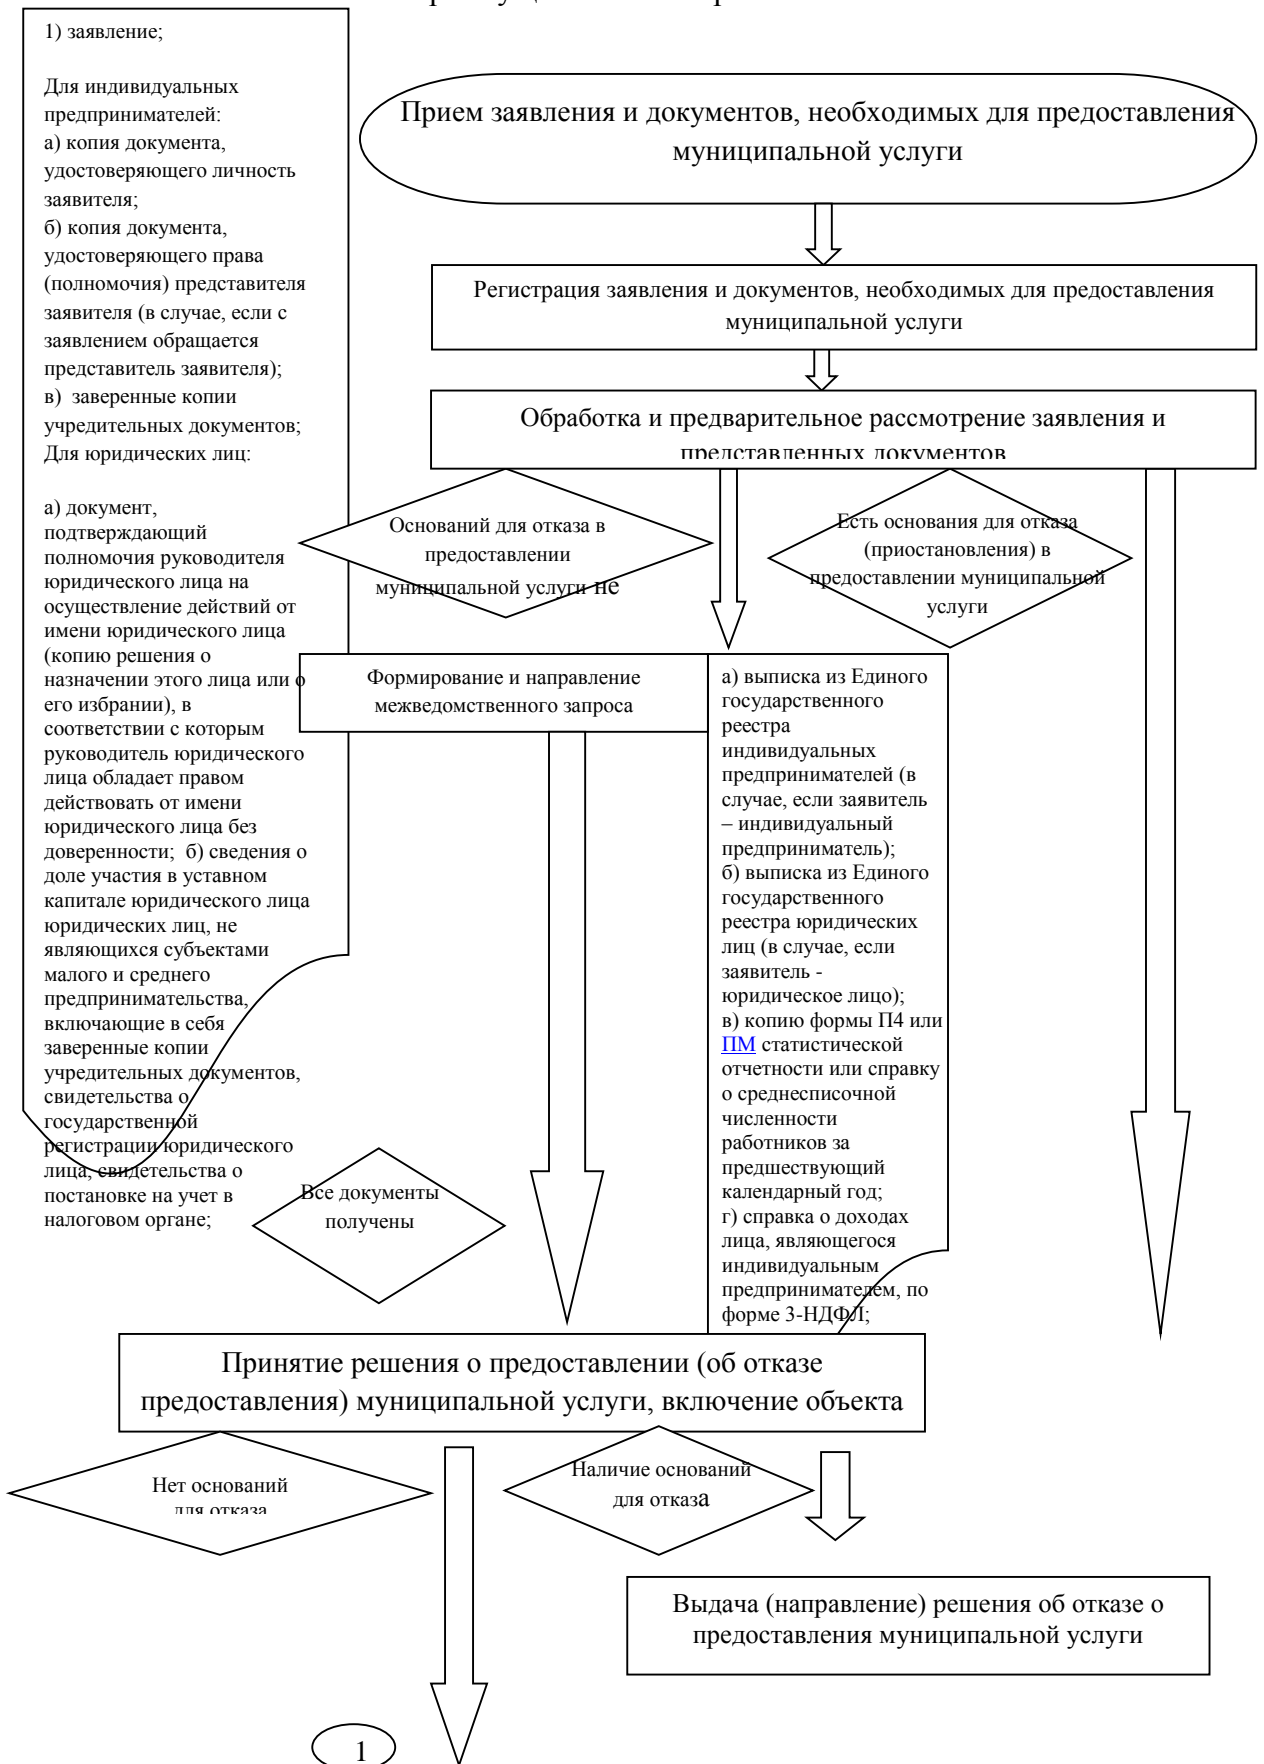 1) заявление;
Для индивидуальных
предпринимателей:
а) копия документа,
удостоверяющего личность
заявителя;
б) копия документа,
удостоверяющего права
(полномочия) представителя
заявителя (в случае, если с
заявлением обращается
представитель заявителя);
в) заверенные копии
учредительных документов;
Для юридических лиц:
а) документ,
подтверждающий
полномочия руководителя
юридического лица на
осуществление действий от
имени юридического лица
(копию решения о
назначении этого лица или о
его избрании), в
соответствии с которым
руководитель юридического
лица обладает правом
действовать от имени
юридического лица без
доверенности; б) сведения о
доле участия в уставном
капитале юридического лица
юридических лиц, не
являющихся субъектами
малого и среднего
предпринимательства,
включающие в себя
заверенные копии
учредительных документов,
свидетельства о
государственной
регистрации юридического
лица, свидетельства о
постановке на учет в
налоговом органе;
Прием заявления и документов, необходимых для предоставления
муниципальной услуги
Регистрация заявления и документов, необходимых для предоставления
муниципальной услуги
Обработка и предварительное рассмотрение заявления и
представленных документов
Оснований для отказа в
предоставлении
муниципальной услуги не
Есть основания для отказа
(приостановления) в
предоставлении муниципальной
услуги
Формирование и направление
межведомственного запроса
а) выписка из Единого
государственного
реестра
индивидуальных
предпринимателей (в
случае, если заявитель
– индивидуальный
предприниматель);
б) выписка из Единого
государственного
реестра юридических
лиц (в случае, если
заявитель -
юридическое лицо);
в) копию формы П4 или
ПМ статистической
отчетности или справку
о среднесписочной
численности
работников за
предшествующий
календарный год;
г) справка о доходах
лица, являющегося
индивидуальным
предпринимателем, по
форме 3-НДФЛ;
Все документы
получены
Принятие решения о предоставлении (об отказе
предоставления) муниципальной услуги, включение объекта
Нет оснований
для отказа
Наличие оснований
для отказа
Выдача (направление) решения об отказе о
предоставления муниципальной услуги
1